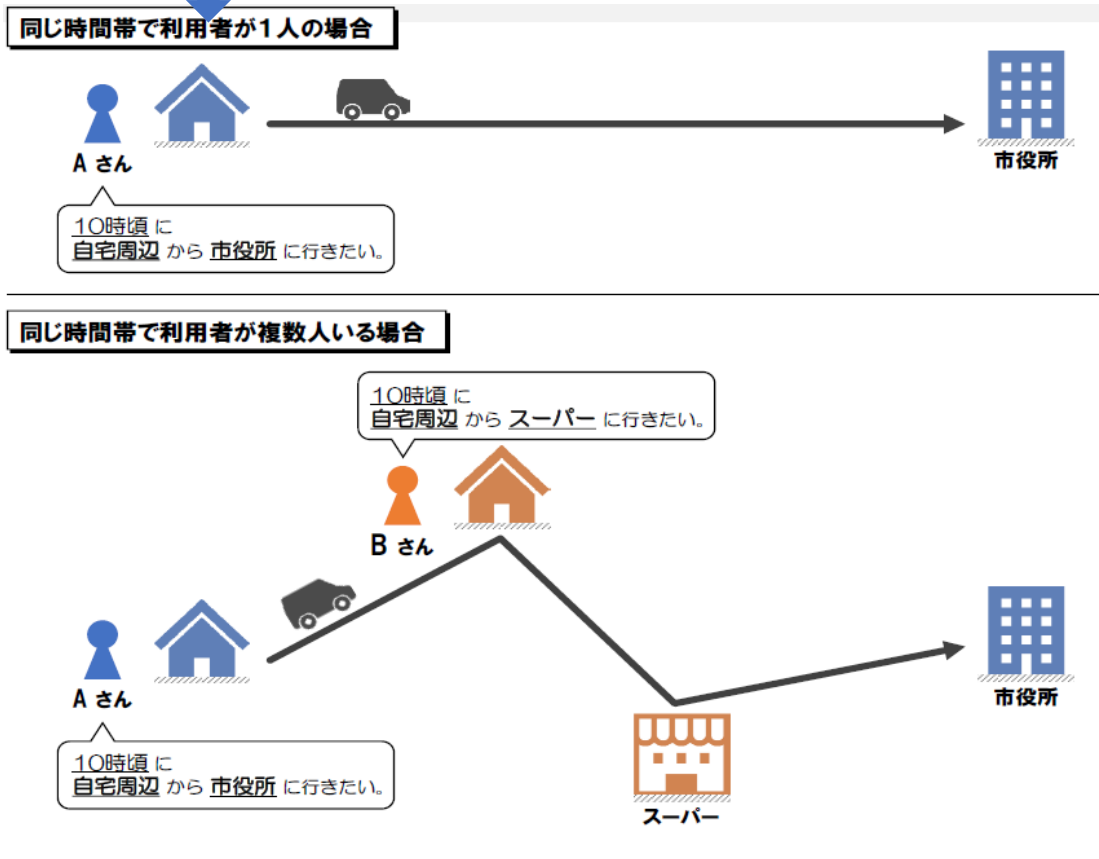 同じ時間帯で利用者が1人の場合
A さん
市役所
10時頃 に
自宅周辺 から 市役所 に行きたい。
同じ時間帯で利用者が複数人いる場合
10時頃 に
自宅周辺 から スーパー に行きたい。
B さん
A さん
市役所
10時頃 に
自宅周辺 から 市役所 に行きたい。
スーパー